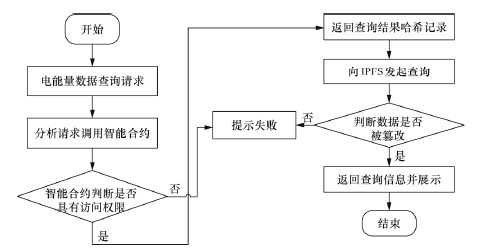 开始
电能量数据查询请求
分析请求调用智能合约
智能合约判断是否
具有访问权限
否
是
提示失败
返回查询结果哈希记录
向IPFS发起查询
判断数据是否
被篡改
否
是
返回查询信息并展示
结束